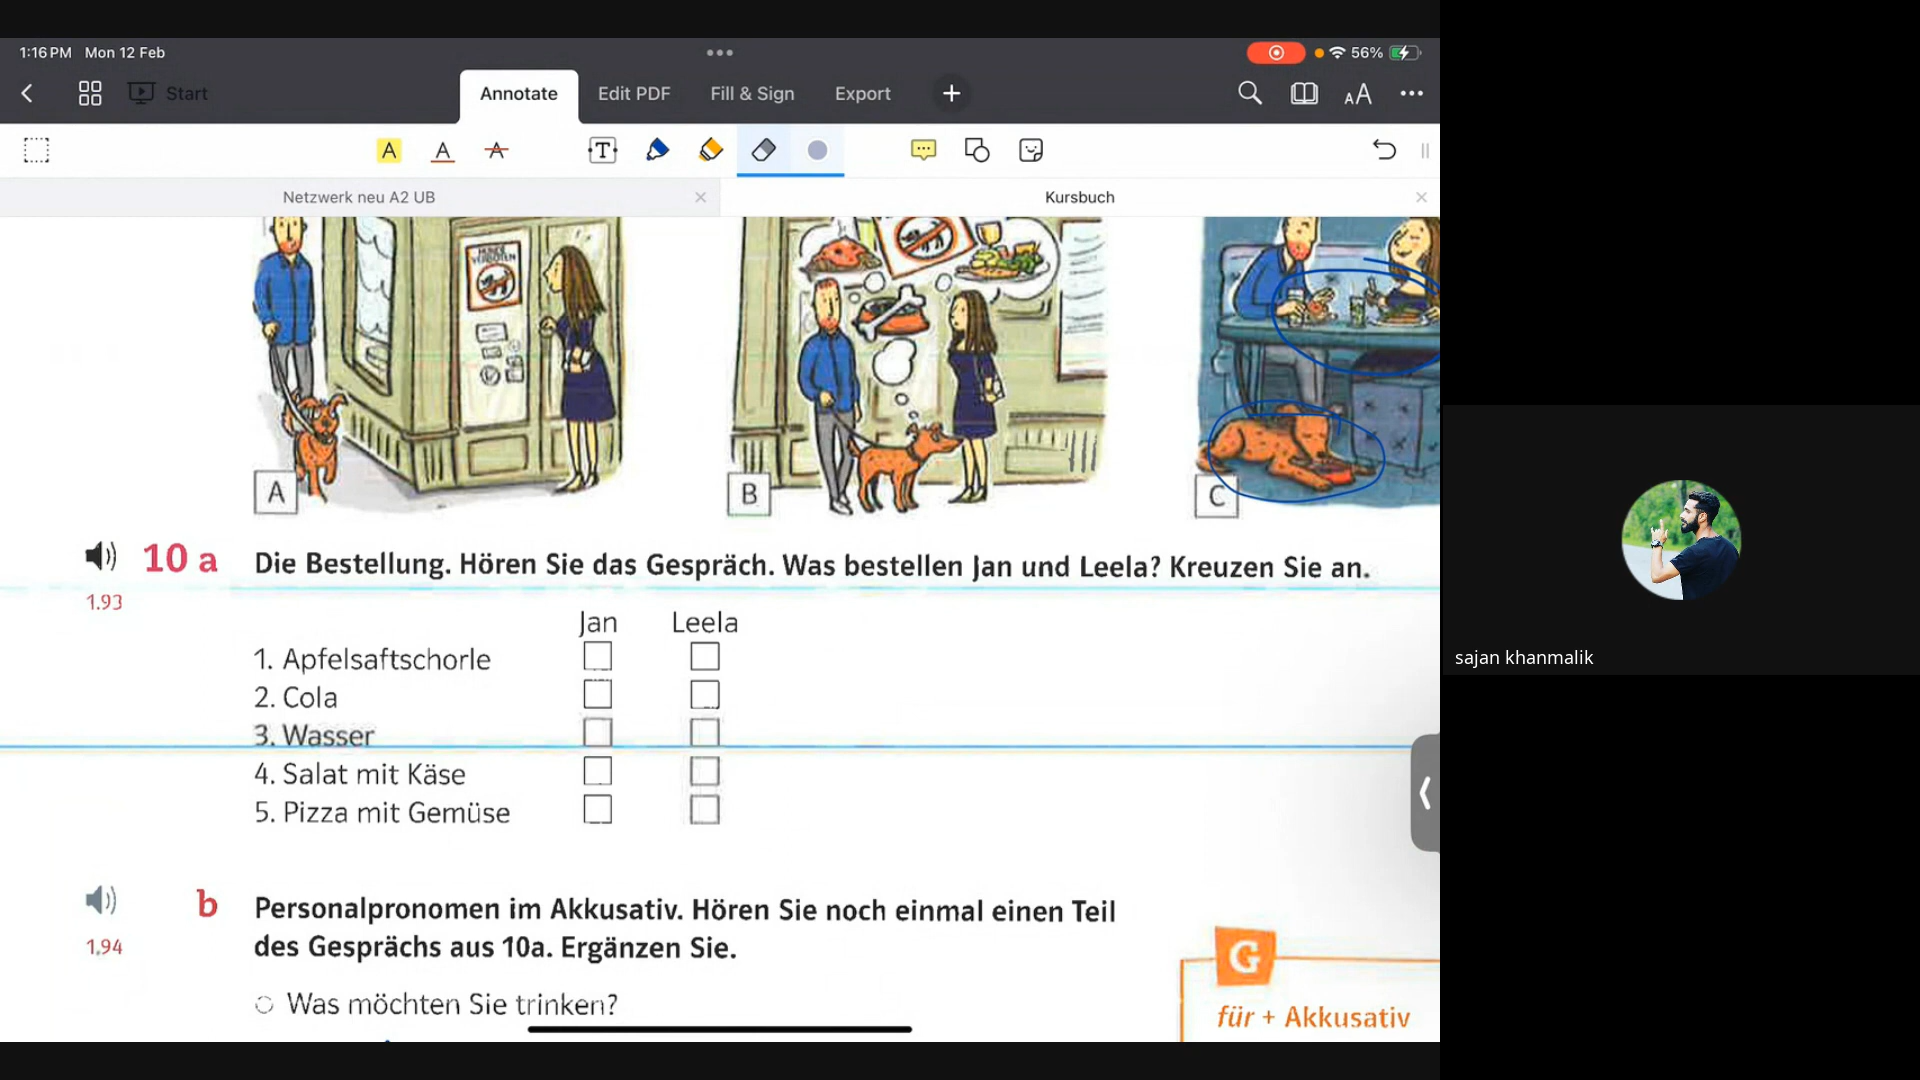 1:16 PM Mon 12 Feb
56%
Start
Annotate
Edit PDF
Fill & Sign
Export
Netzwerk neu A2 UB
Kursbuch
HUNDE
VERBOTEN
A
B
C
10 a Die Bestellung. Hören Sie das Gespräch. Was bestellen Jan und Leela? Kreuzen Sie an.
1.93
Jan Leela
1. Apfelsaftschorle
2. Cola
3. Wasser
4. Salat mit Käse
5. Pizza mit Gemüse
b Personalpronomen im Akkusativ. Hören Sie noch einmal einen Teil
1.94 des Gesprächs aus 10a. Ergänzen Sie.
Was möchten Sie trinken?
G
für + Akkusativ
sajan khanmalik